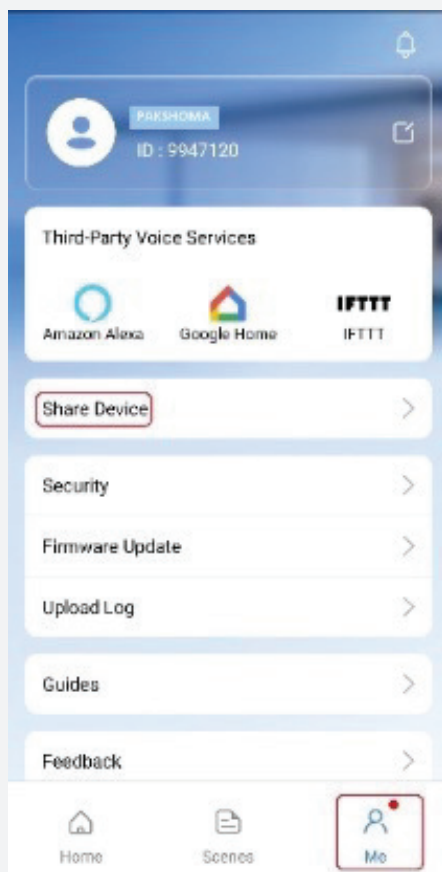 PAKSHOMA
ID : 9947120
Third-Party Voice Services
IFTTT
Amazon Alexa Google Home IFTTT
Share Device
Security
Firmware Update
Upload Log
Guides
Feedback
Home Scenes Me